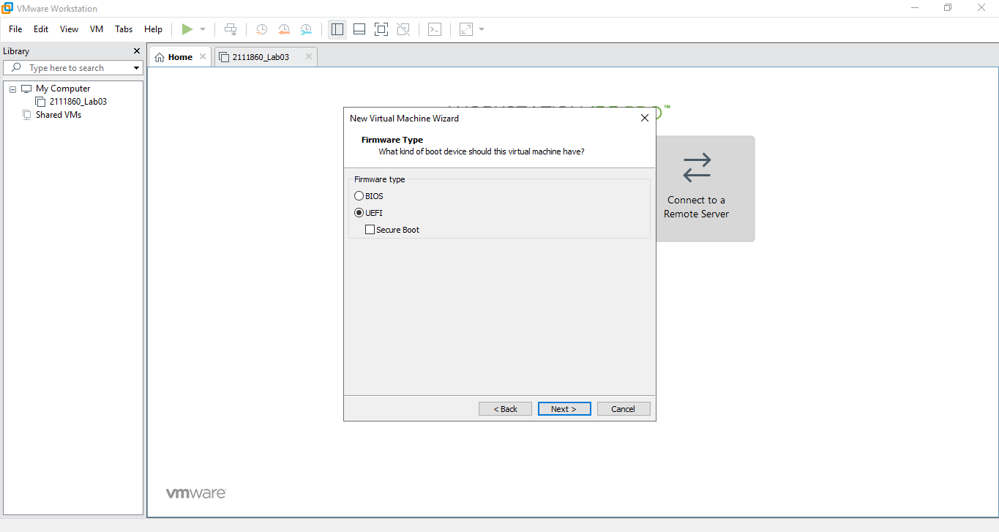 VMware Workstation
File Edit View VM Tabs Help
Library
Type here to search
My Computer
2111860_Lab03
Shared VMs
Home
2111860_Lab03
™
New Virtual Machine Wizard
Firmware Type
What kind of boot device should this virtual machine have?
Firmware type
BIOS
UEFI
Secure Boot
< Back
Next >
Cancel
Connect to a
Remote Server
vmware